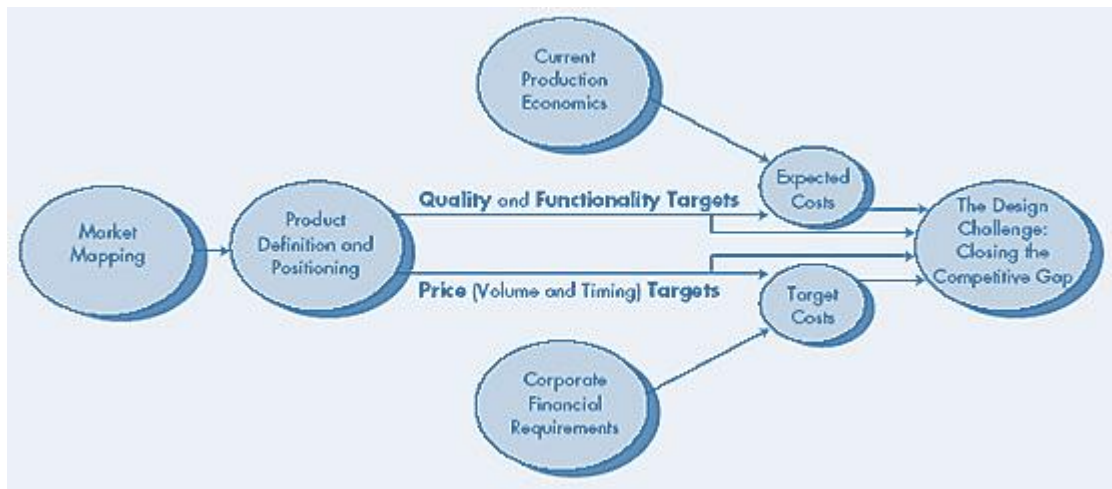 Current
Production
Economics
Expected
Costs
Quality and Functionality Targets
Market
Mapping
Product
Definition and
Positioning
The Design
Challenge:
Closing the
Competitive Gap
Price (Volume and Timing) Targets
Target
Costs
Corporate
Financial
Requirements